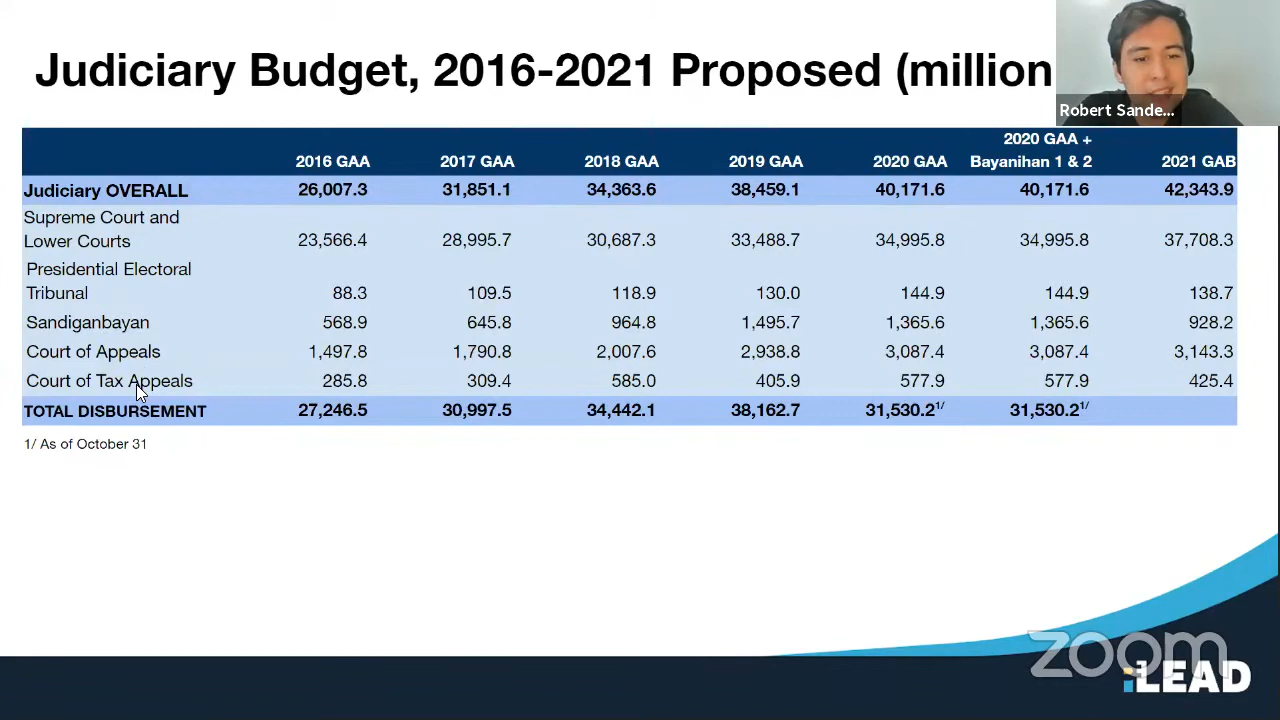 Judiciary Budget, 2016-2021 Proposed (million
Robert Sande...
2016 GAA 2017 GAA 2018 GAA 2019 GAA 2020 GAA 2020 GAA + Bayanihan 1 & 2 2021 GAB
Judiciary OVERALL 26,007.3 31,851.1 34,363.6 38,459.1 40,171.6 40,171.6 42,343.9
Supreme Court and
Lower Courts 23,566.4 28,995.7 30,687.3 33,488.7 34,995.8 34,995.8 37,708.3
Presidential Electoral
Tribunal 88.3 109.5 118.9 130.0 144.9 144.9 138.7
Sandiganbayan 568.9 645.8 964.8 1,495.7 1,365.6 1,365.6 928.2
Court of Appeals 1,497.8 1,790.8 2,007.6 2,938.8 3,087.4 3,087.4 3,143.3
Court of Tax Appeals 285.8 309.4 585.0 405.9 577.9 577.9 425.4
TOTAL DISBURSEMENT 27,246.5 30,997.5 34,442.1 38,162.7 31,530.2 1/ 31,530.2 1/
1/ As of October 31
zoom
iLEAD